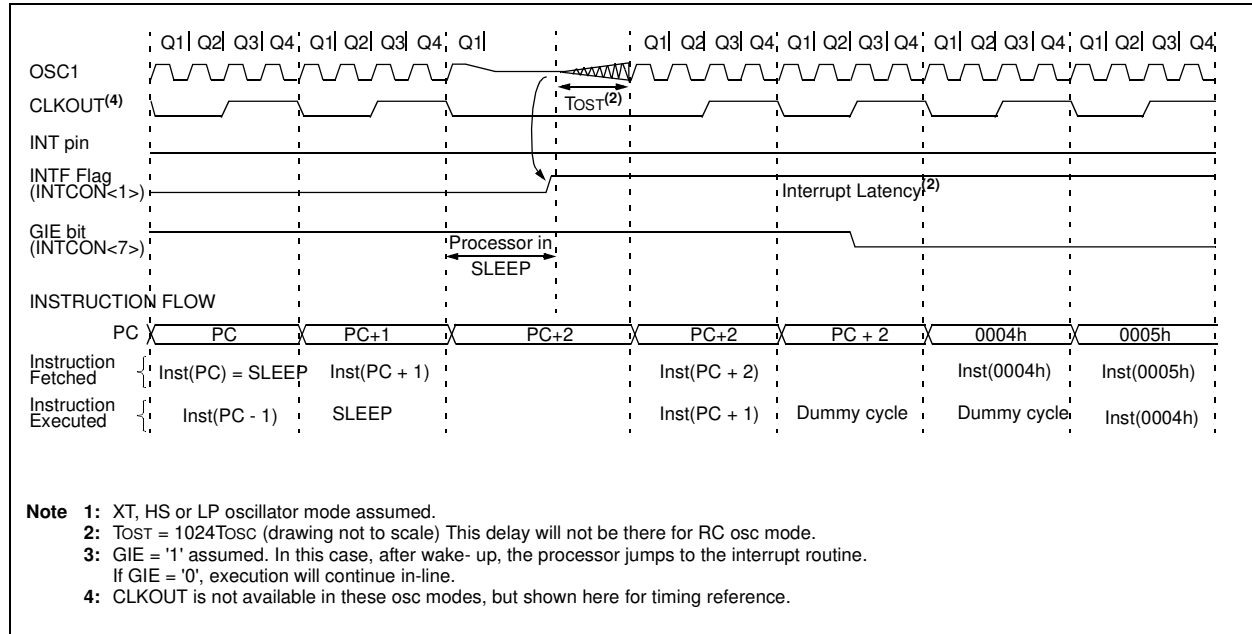 Q1| Q2| Q3| Q4 Q1| Q2| Q3| Q4 Q1| Q1| Q2| Q3| Q4 Q1| Q2| Q3| Q4 Q1| Q2| Q3| Q4 Q1| Q2| Q3| Q4
OSC1
CLKOUT(4)
TOST(2)
INT pin
INTF Flag
(INTCON<1>)
Interrupt Latency(2)
GIE bit
(INTCON<7>)
Processor in
SLEEP
INSTRUCTION FLOW
PC PC PC+1 PC+2 PC+2 PC + 2 0004h 0005h
Instruction
Fetched
Inst(PC) = SLEEP Inst(PC + 1) Inst(PC + 2) Inst(0004h) Inst(0005h)
Instruction
Executed
Inst(PC - 1) SLEEP Inst(PC + 1) Dummy cycle Dummy cycle Inst(0004h)
Note 1: XT, HS or LP oscillator mode assumed.
2: TOST = 1024TOSC (drawing not to scale) This delay will not be there for RC osc mode.
3: GIE = '1' assumed. In this case, after wake- up, the processor jumps to the interrupt routine.
If GIE = '0', execution will continue in-line.
4: CLKOUT is not available in these osc modes, but shown here for timing reference.